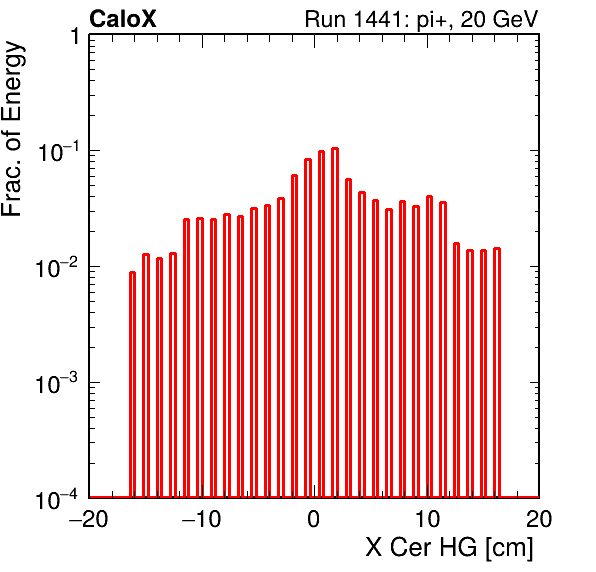 CaloX Run 1441: pi+, 20 GeV
Frac. of Energy
1
10⁻¹
10⁻²
10⁻³
10⁻⁴
−20 −10 0 10 20
X Cer HG [cm]